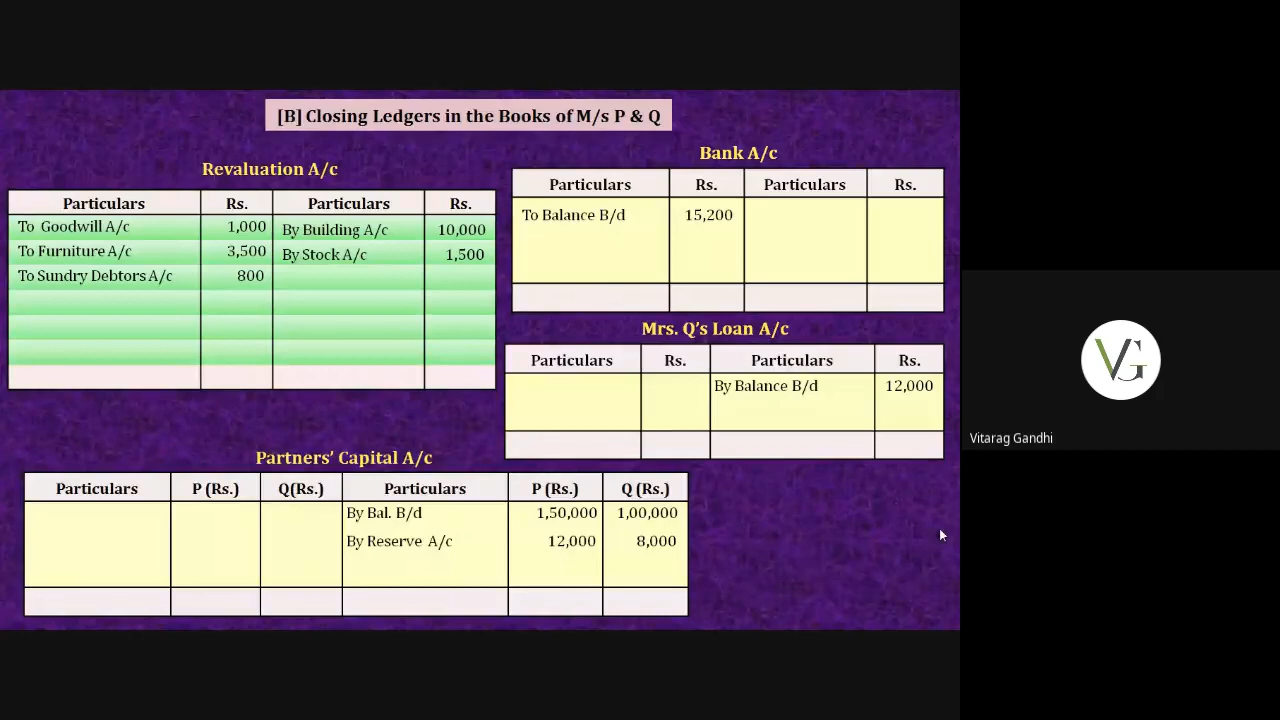 [B] Closing Ledgers in the Books of M/s P & Q
Revaluation A/c
Particulars Rs. Particulars Rs.
To Goodwill A/c 1,000 By Building A/c 10,000
To Furniture A/c 3,500 By Stock A/c 1,500
To Sundry Debtors A/c 800
Bank A/c
Particulars Rs. Particulars Rs.
To Balance B/d 15,200
Mrs. Q's Loan A/c
Particulars Rs. Particulars Rs.
By Balance B/d 12,000
Partners' Capital A/c
Particulars P (Rs.) Q(Rs.) Particulars P (Rs.) Q (Rs.)
By Bal. B/d 1,50,000 1,00,000
By Reserve A/c 12,000 8,000
VG
Vitarag Gandhi